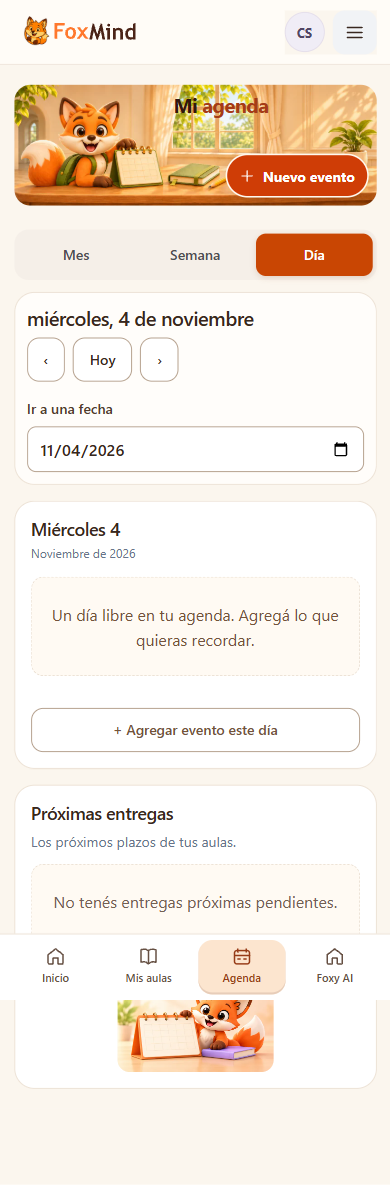 FoxMind
CS
Mi agenda
+ Nuevo evento
Mes
Semana
Día
miércoles, 4 de noviembre
‹
Hoy
›
Ir a una fecha
11/04/2026
Miércoles 4
Noviembre de 2026
Un día libre en tu agenda. Agregá lo que
quieras recordar.
+ Agregar evento este día
Próximas entregas
Los próximos plazos de tus aulas.
No tenés entregas próximas pendientes.
Inicio
Mis aulas
Agenda
Foxy AI